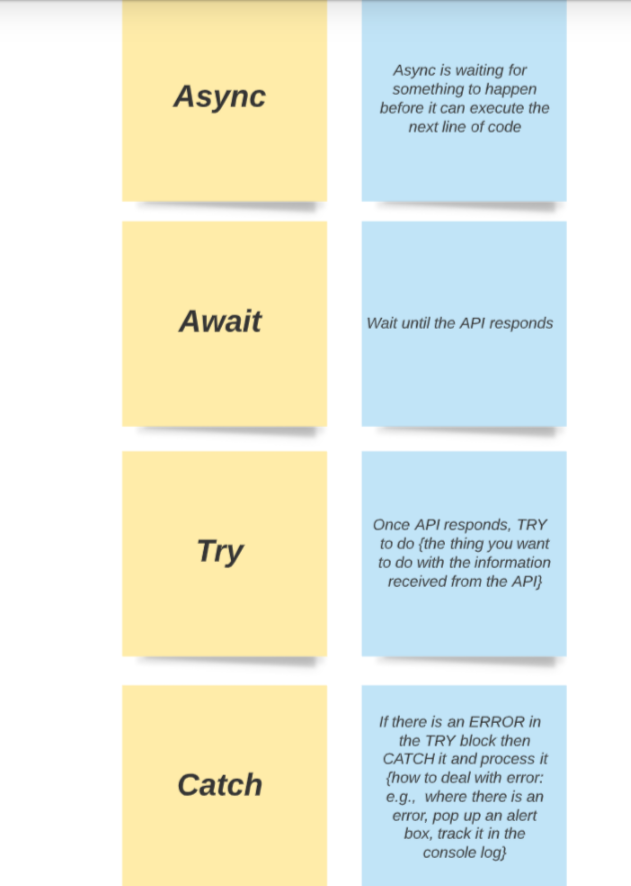 Async
Async is waiting for
something to happen
before it can execute the
next line of code
Await
Wait until the API responds
Try
Once API responds, TRY
to do {the thing you want
to do with the information
received from the API}
Catch
If there is an ERROR in
the TRY block then
CATCH it and process it
{how to deal with error:
e.g., where there is an
error, pop up an alert
box, track it in the
console log}